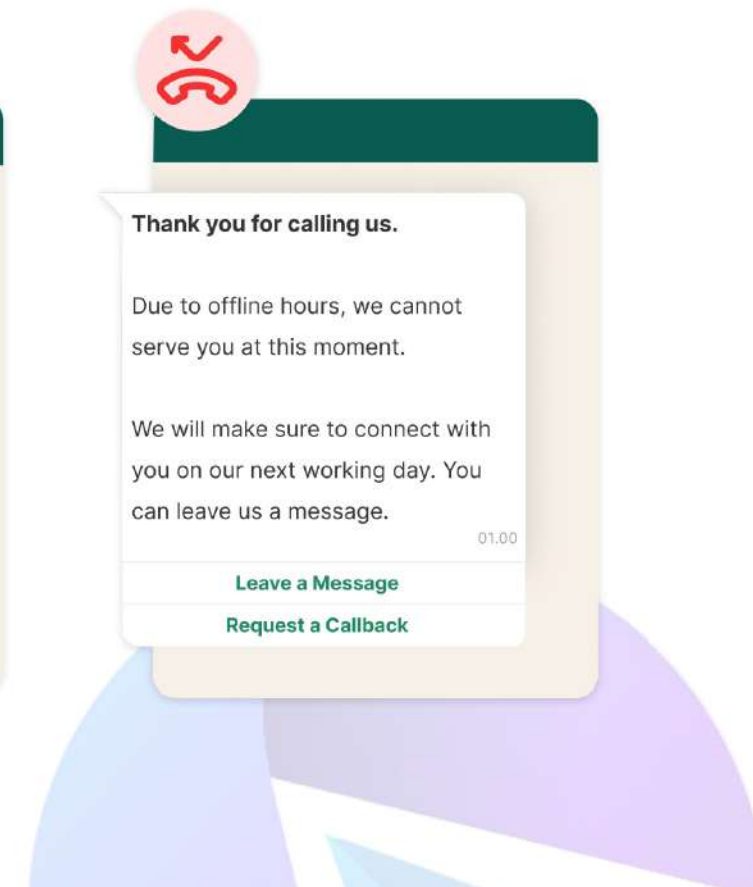 Thank you for calling us.
Due to offline hours, we cannot
serve you at this moment.
We will make sure to connect with
you on our next working day. You
can leave us a message.
01.00
Leave a Message
Request a Callback